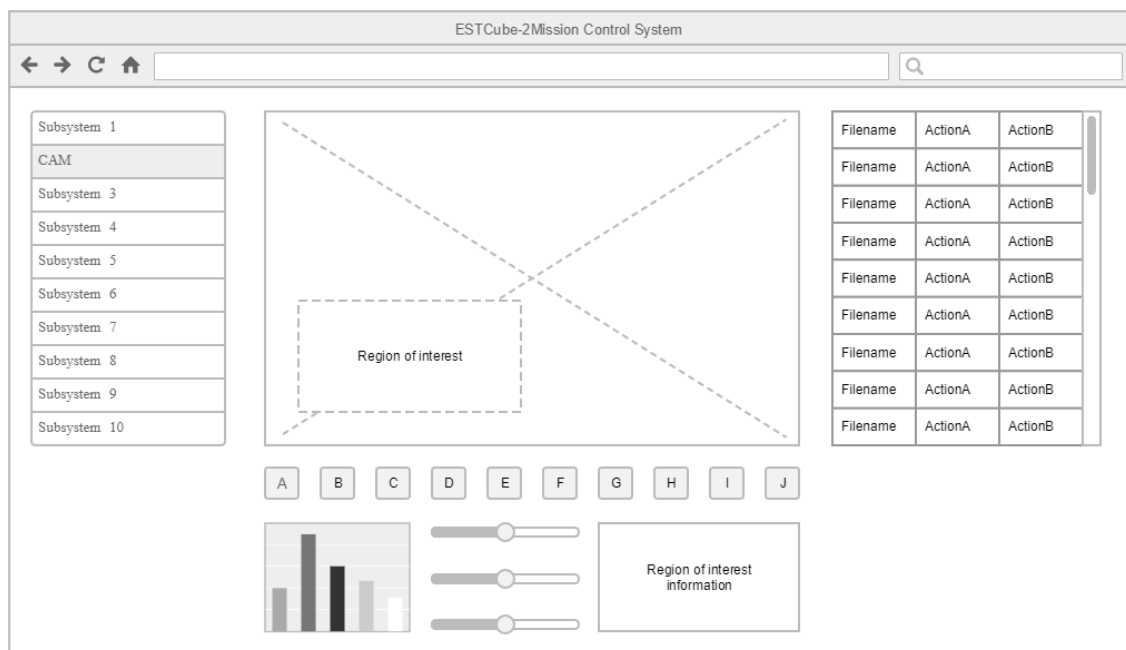 ESTCube-2Mission Control System
Subsystem 1
CAM
Subsystem 3
Subsystem 4
Subsystem 5
Subsystem 6
Subsystem 7
Subsystem 8
Subsystem 9
Subsystem 10
Region of interest
Filename ActionA ActionB
Filename ActionA ActionB
Filename ActionA ActionB
Filename ActionA ActionB
Filename ActionA ActionB
Filename ActionA ActionB
Filename ActionA ActionB
Filename ActionA ActionB
Filename ActionA ActionB
A B C D E F G H I J
Region of interest
information